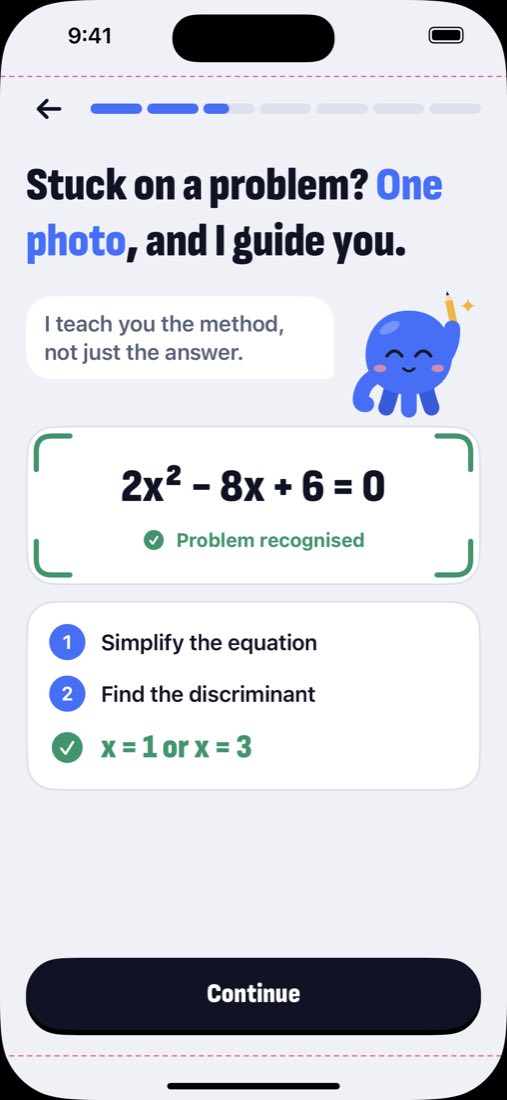 9:41
Stuck on a problem? One
photo, and I guide you.
I teach you the method,
not just the answer.
2x² – 8x + 6 = 0
Problem recognised
1 Simplify the equation
2 Find the discriminant
x = 1 or x = 3
Continue